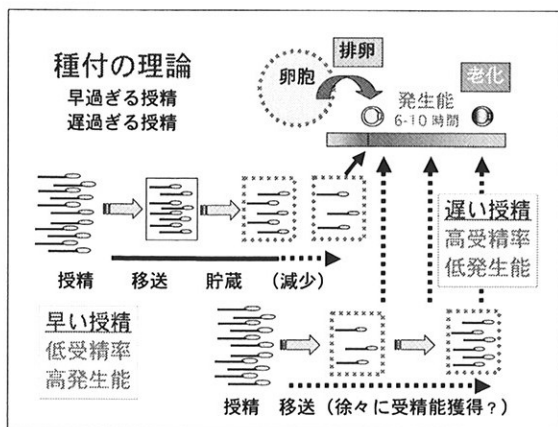 種付の理論
早過ぎる授精
遅過ぎる授精
卵胞
排卵
老化
発生能
6-10 時間
授精
移送
貯蔵
(減少)
遅い授精
高受精率
低発生能
早い授精
低受精率
高発生能
授精
移送
(徐々に受精能獲得?)